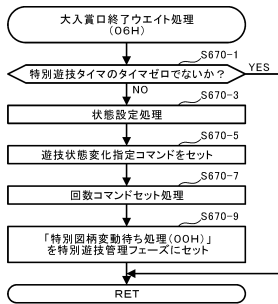 大入賞口終了ウエイト処理
(06H)
S670-1
特別遊技タイマのタイマゼロでないか？
YES
NO
S670-3
状態設定処理
S670-5
遊技状態変化指定コマンドをセット
S670-7
回数コマンドセット処理
S670-9
「特別図柄変動待ち処理(00H)」
を特別遊技管理フェーズにセット
RET